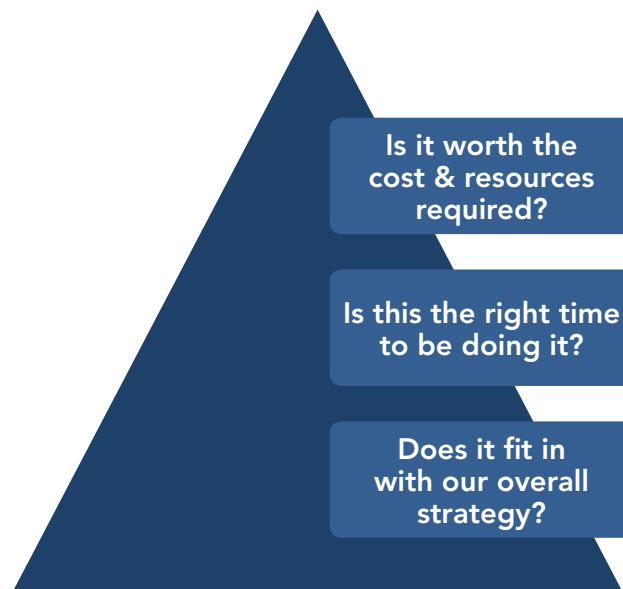 Is it worth the
cost & resources
required?
Is this the right time
to be doing it?
Does it fit in
with our overall
strategy?